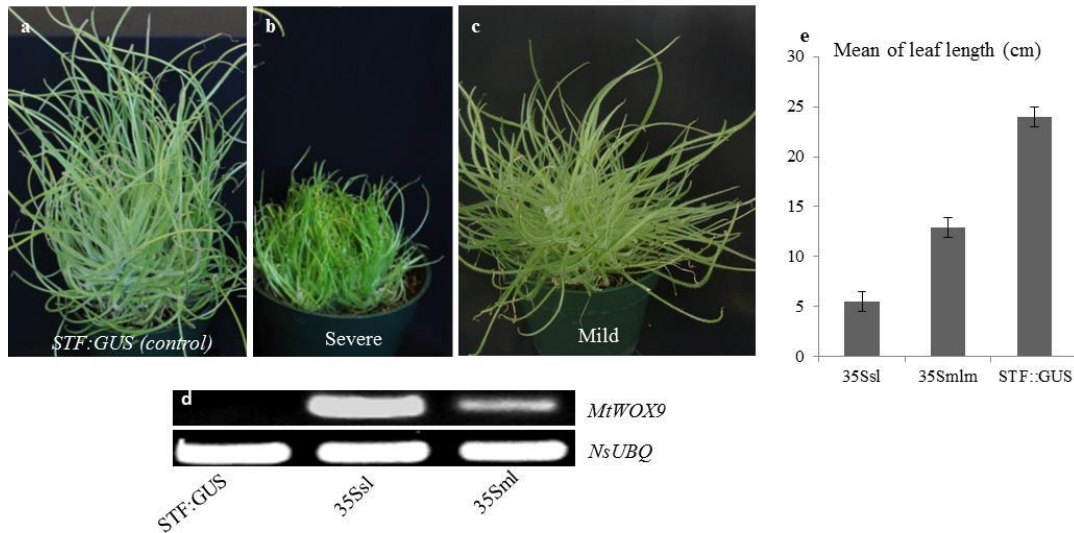 a
STF:GUS (control)
b
Severe
c
Mild
d
MtWOX9
NsUBQ
STF:GUS
35Ssl
35Sml
e
Mean of leaf length (cm)
30
25
20
15
10
5
0
35Ssl
35Smlm
STF::GUS